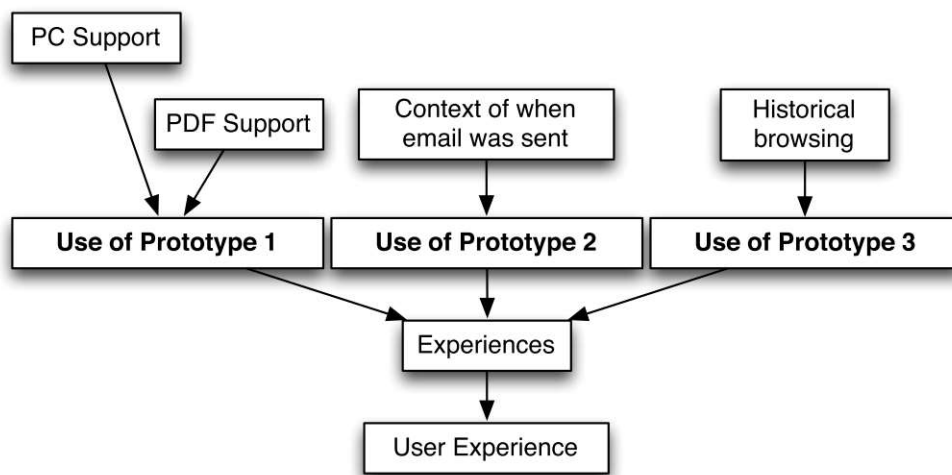 PC Support
PDF Support
Context of when
email was sent
Historical
browsing
Use of Prototype 1
Use of Prototype 2
Use of Prototype 3
Experiences
User Experience